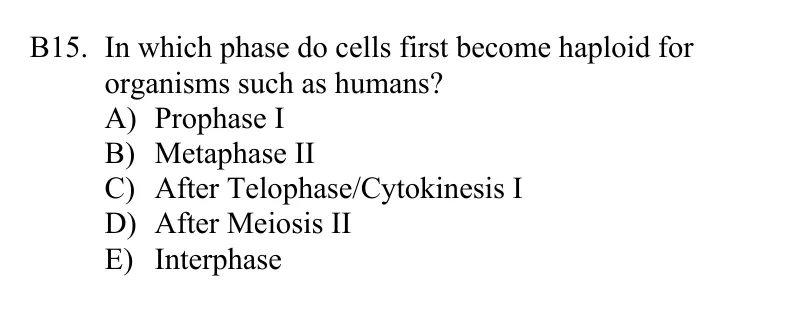 B15. In which phase do cells first become haploid for
organisms such as humans?
A) Prophase I
B) Metaphase II
C) After Telophase/Cytokinesis I
D) After Meiosis II
E) Interphase